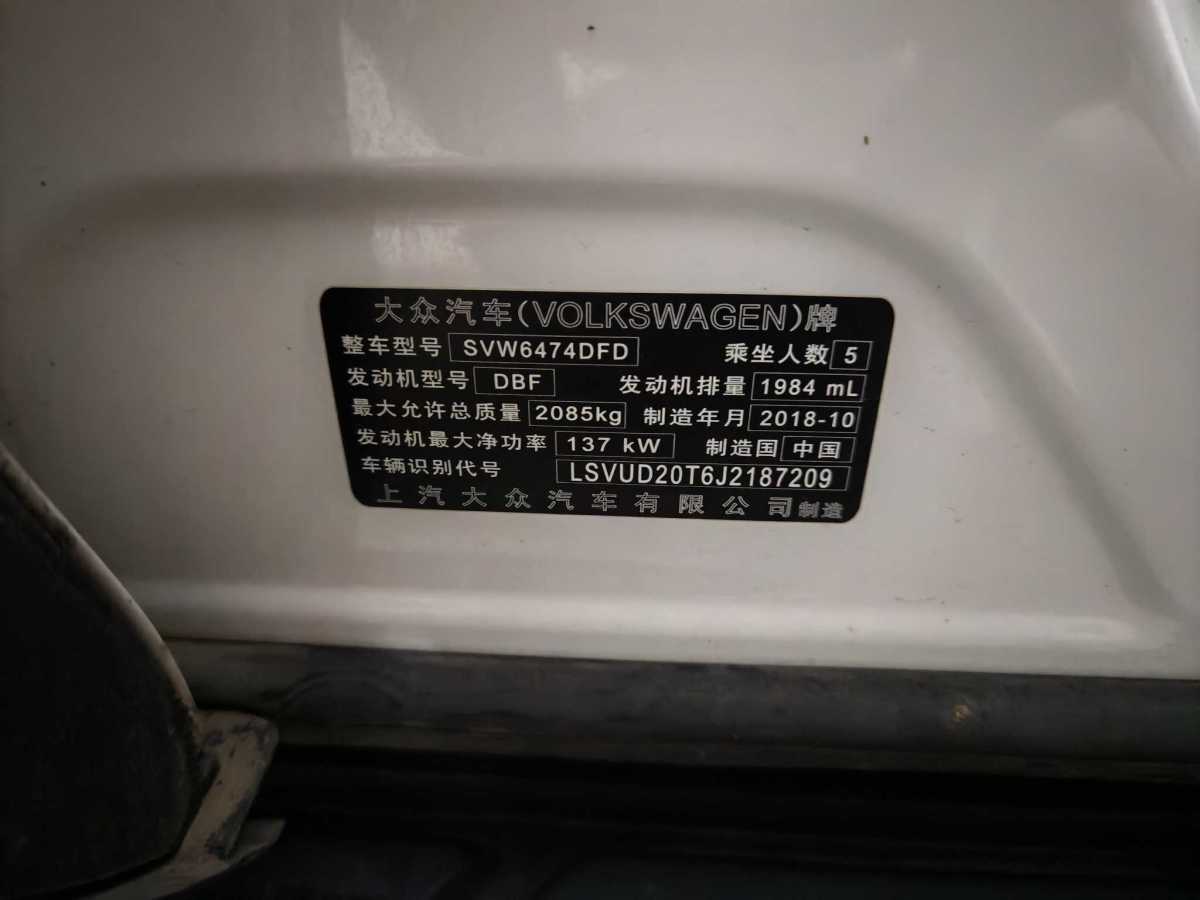 大众汽车(VOLKSWAGEN)牌
整车型号 SVW6474DFD 乘坐人数 5
发动机型号 DBF 发动机排量 1984 mL
最大允许总质量 2085kg 制造年月 2018-10
发动机最大净功率 137 kW 制造国 中国
车辆识别代号 LSVUD20T6J2187209
上汽大众汽车有限公司制造